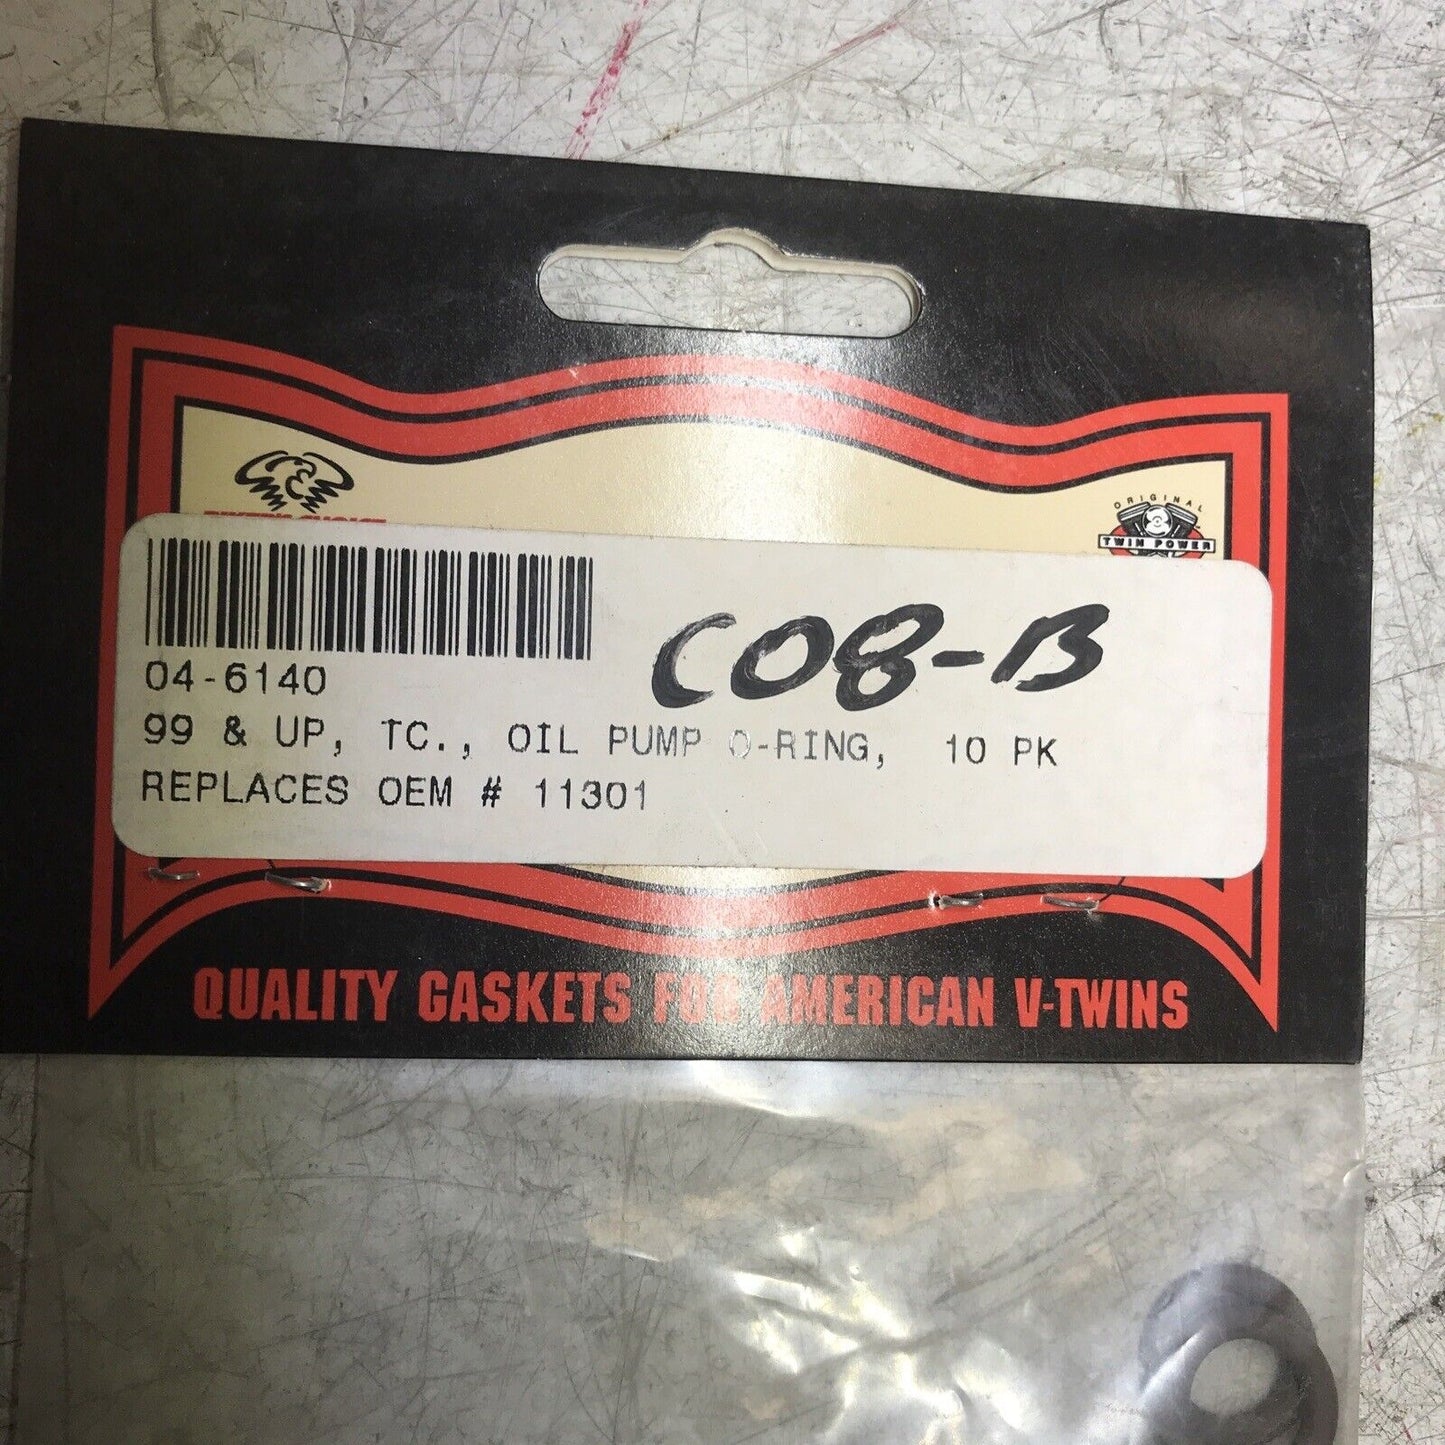 ORIGINAL
TWIN POWER
C08-B
04-6140
99 & UP, TC., OIL PUMP O-RING, 10 PK
REPLACES OEM # 11301
QUALITY GASKETS FOR AMERICAN V-TWINS